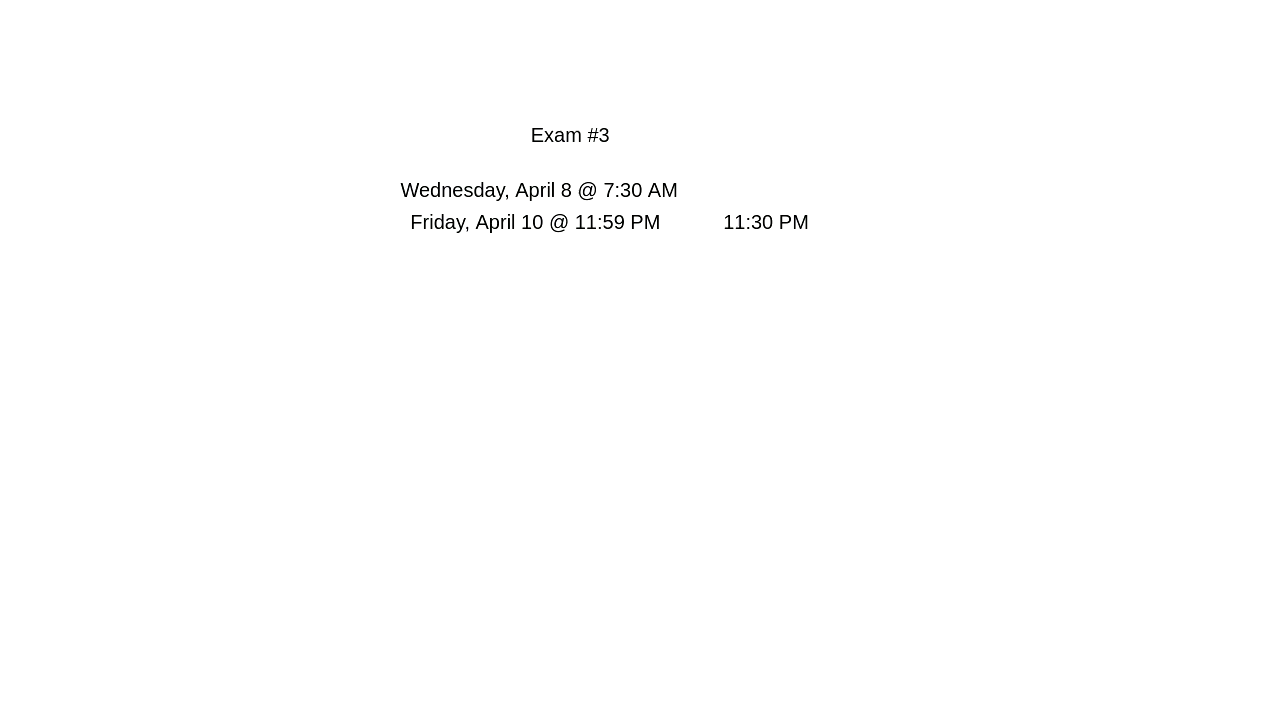 Exam #3
Wednesday, April 8 @ 7:30 AM
Friday, April 10 @ 11:59 PM 11:30 PM